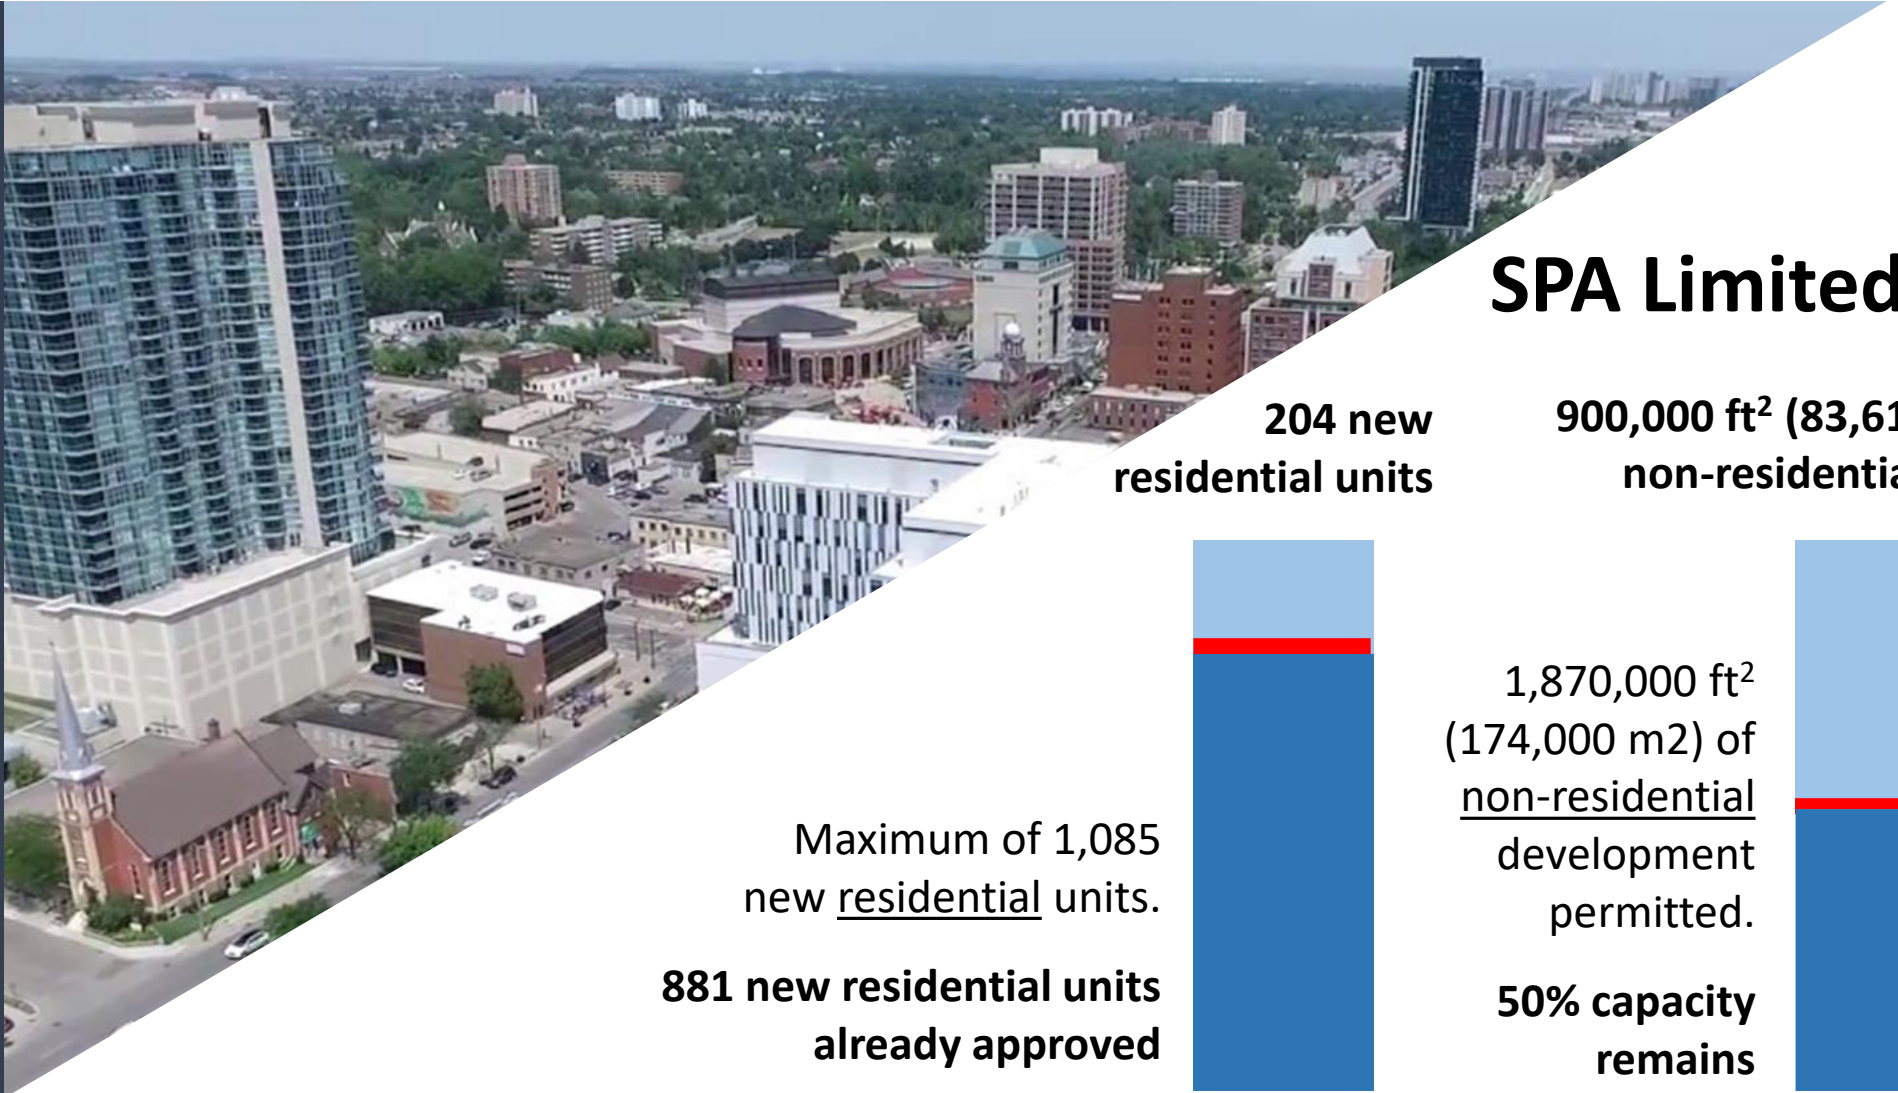 SPA Limited
204 new
residential units
900,000 ft² (83,61
non-residentia
Maximum of 1,085
new residential units.
881 new residential units
already approved
1,870,000 ft²
(174,000 m2) of
non-residential
development
permitted.
50% capacity
remains